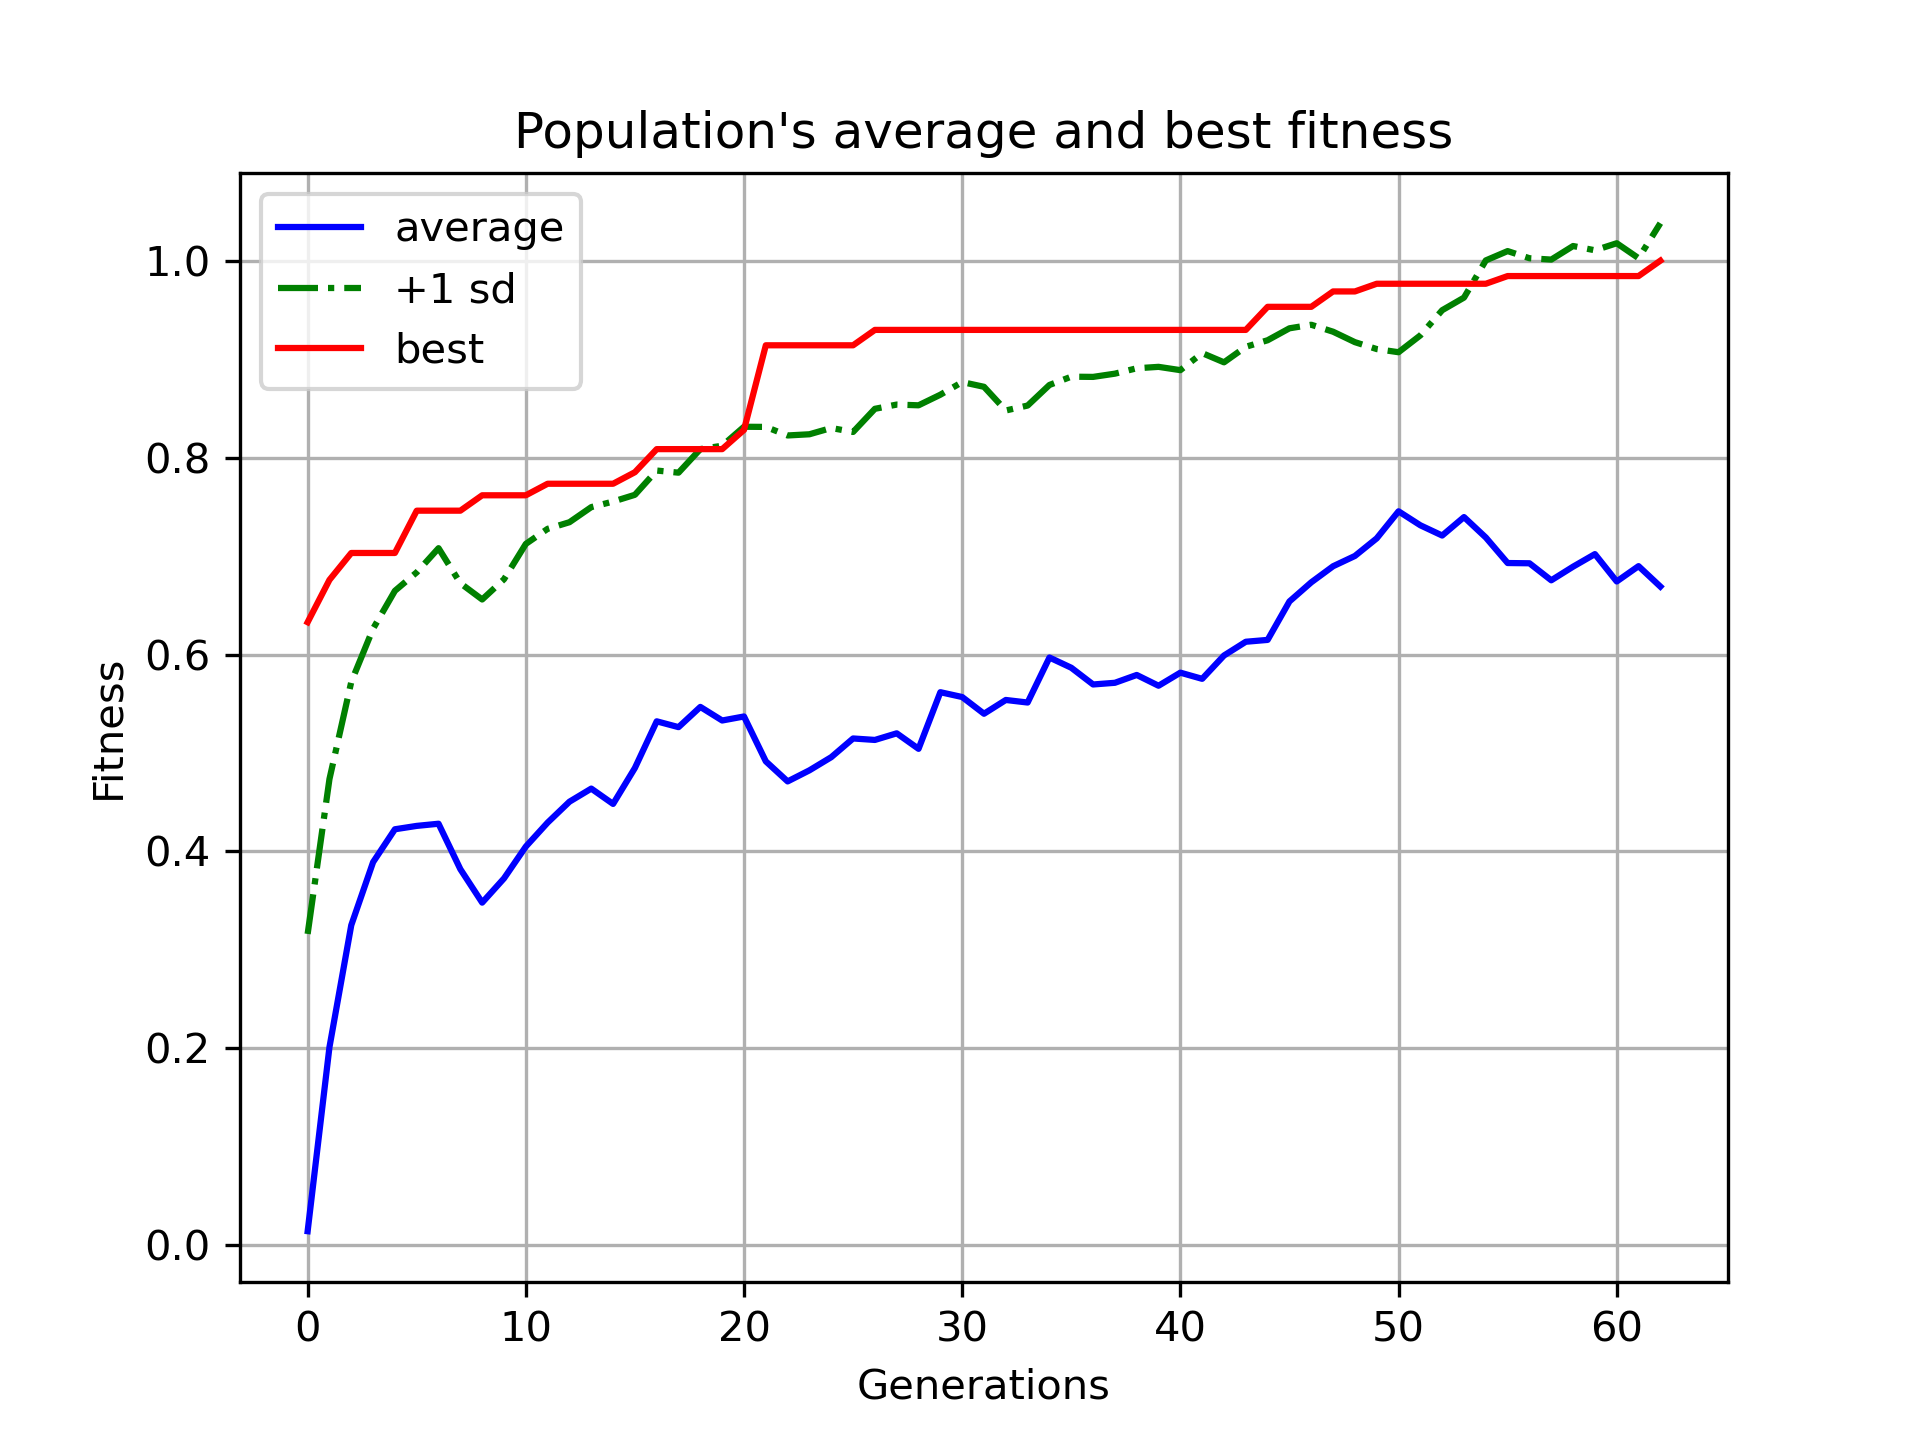 Population's average and best fitness
average
+1 sd
best
Fitness
1.0
0.8
0.6
0.4
0.2
0.0
0 10 20 30 40 50 60
Generations